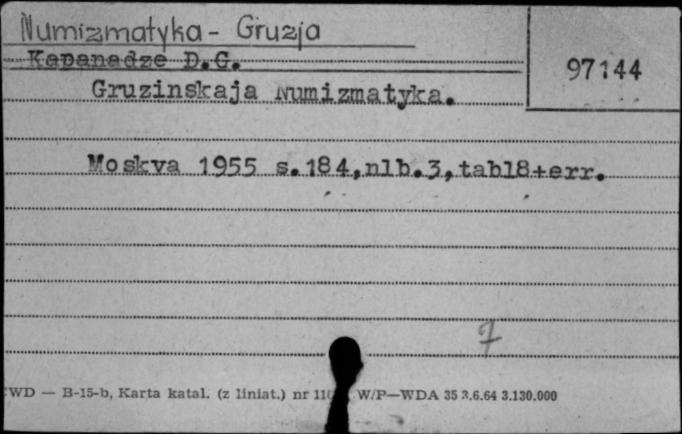 Numizmatyka - Gruzja
Kapanadze D.G.
97144
Gruzinskaja Numizmatyka.
Moskva 1955 s.184,nlb.3,tabl8+err.
7
WD — B-15-b, Karta katal. (z liniat.) nr W/P—WDA 35 3.6.64 3.130.000